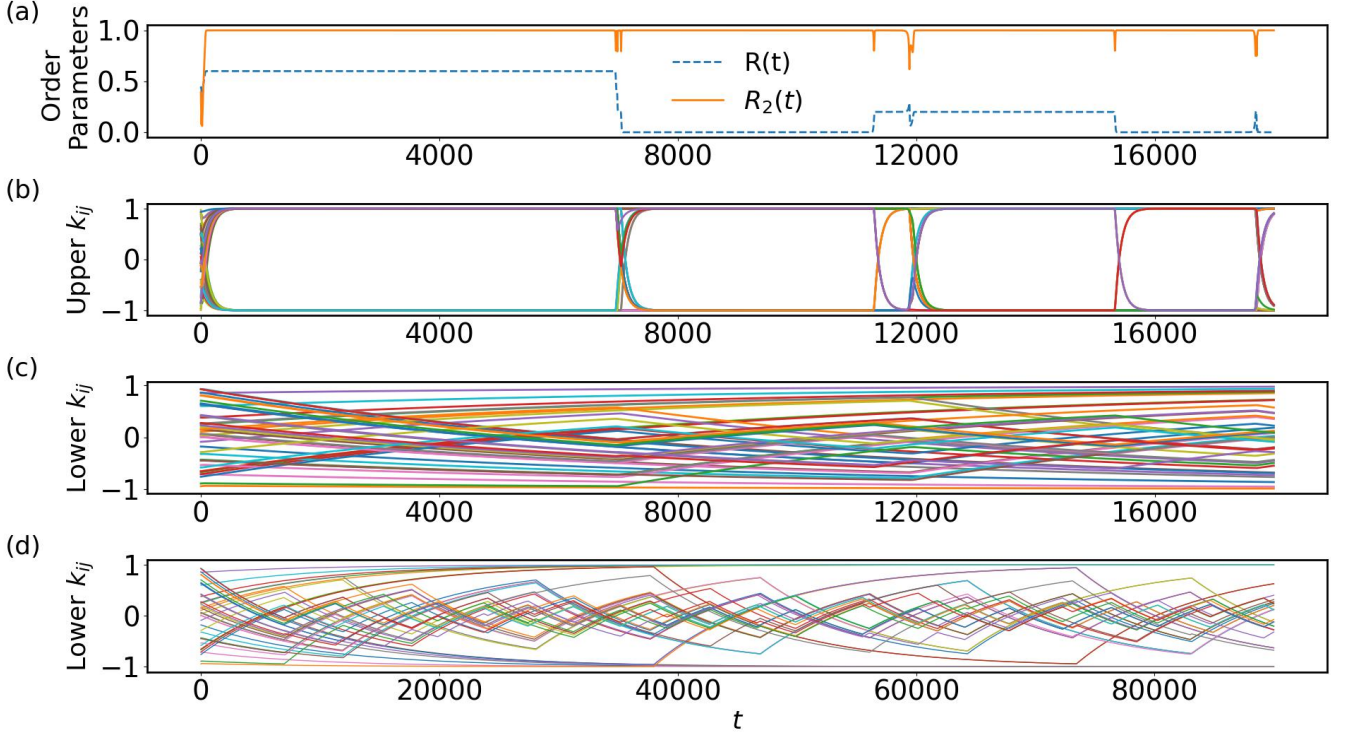 (a)
Order
Parameters
1.0
0.5
0.0
R(t)
R₂(t)
0 4000 8000 12000 16000
(b)
Upper kᵢⱼ
1
0
−1
0 4000 8000 12000 16000
(c)
Lower kᵢⱼ
1
0
−1
0 4000 8000 12000 16000
(d)
Lower kᵢⱼ
1
0
−1
0 20000 40000 60000 80000
t